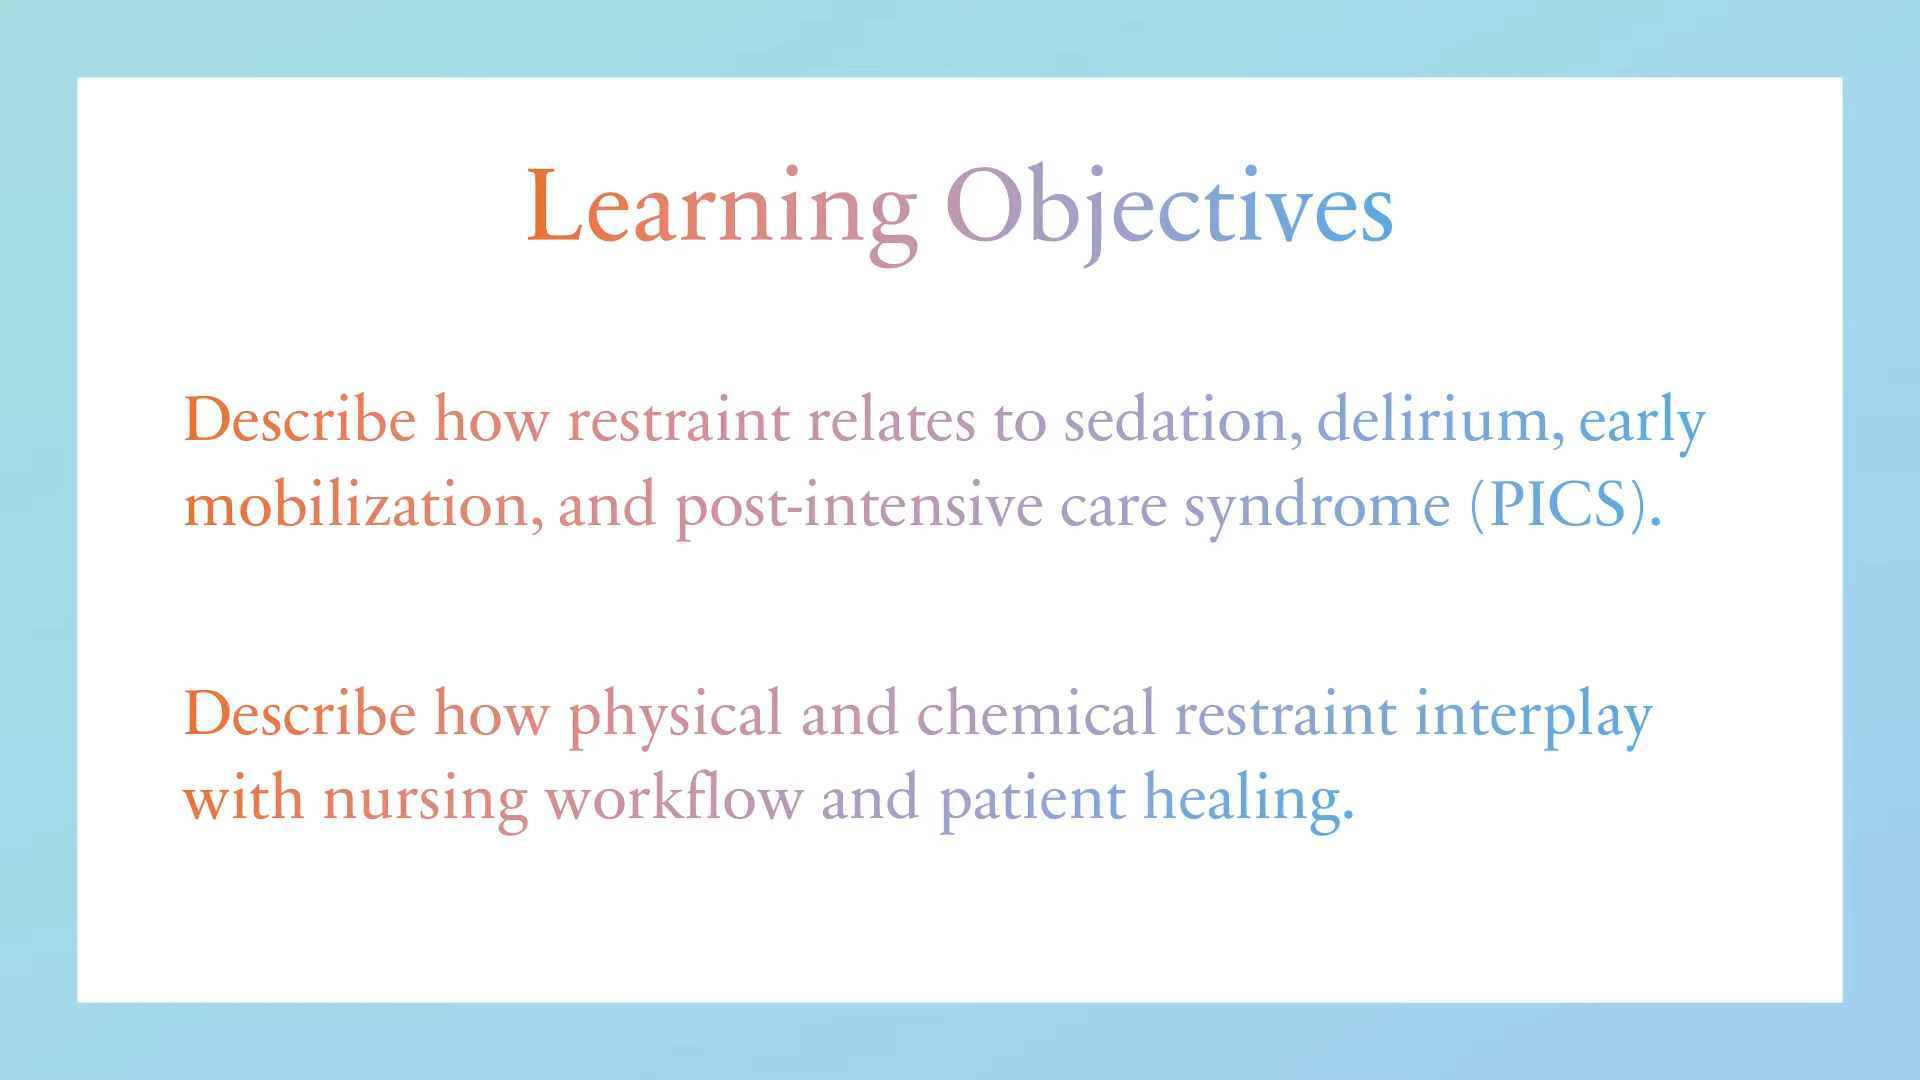 Learning Objectives
Describe how restraint relates to sedation, delirium, early
mobilization, and post-intensive care syndrome (PICS).
Describe how physical and chemical restraint interplay
with nursing workflow and patient healing.